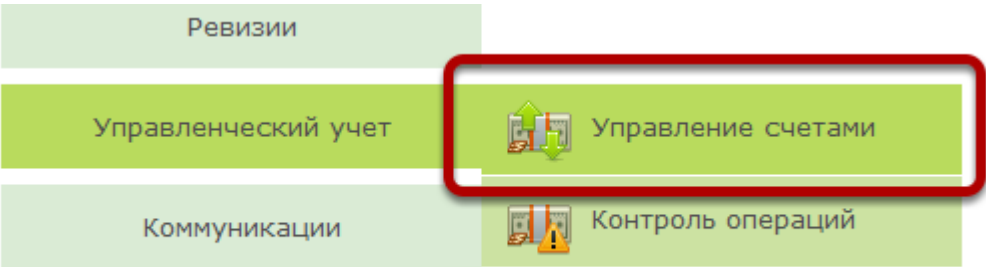 Ревизии
Управленческий учет
Управление счетами
Коммуникации
Контроль операций